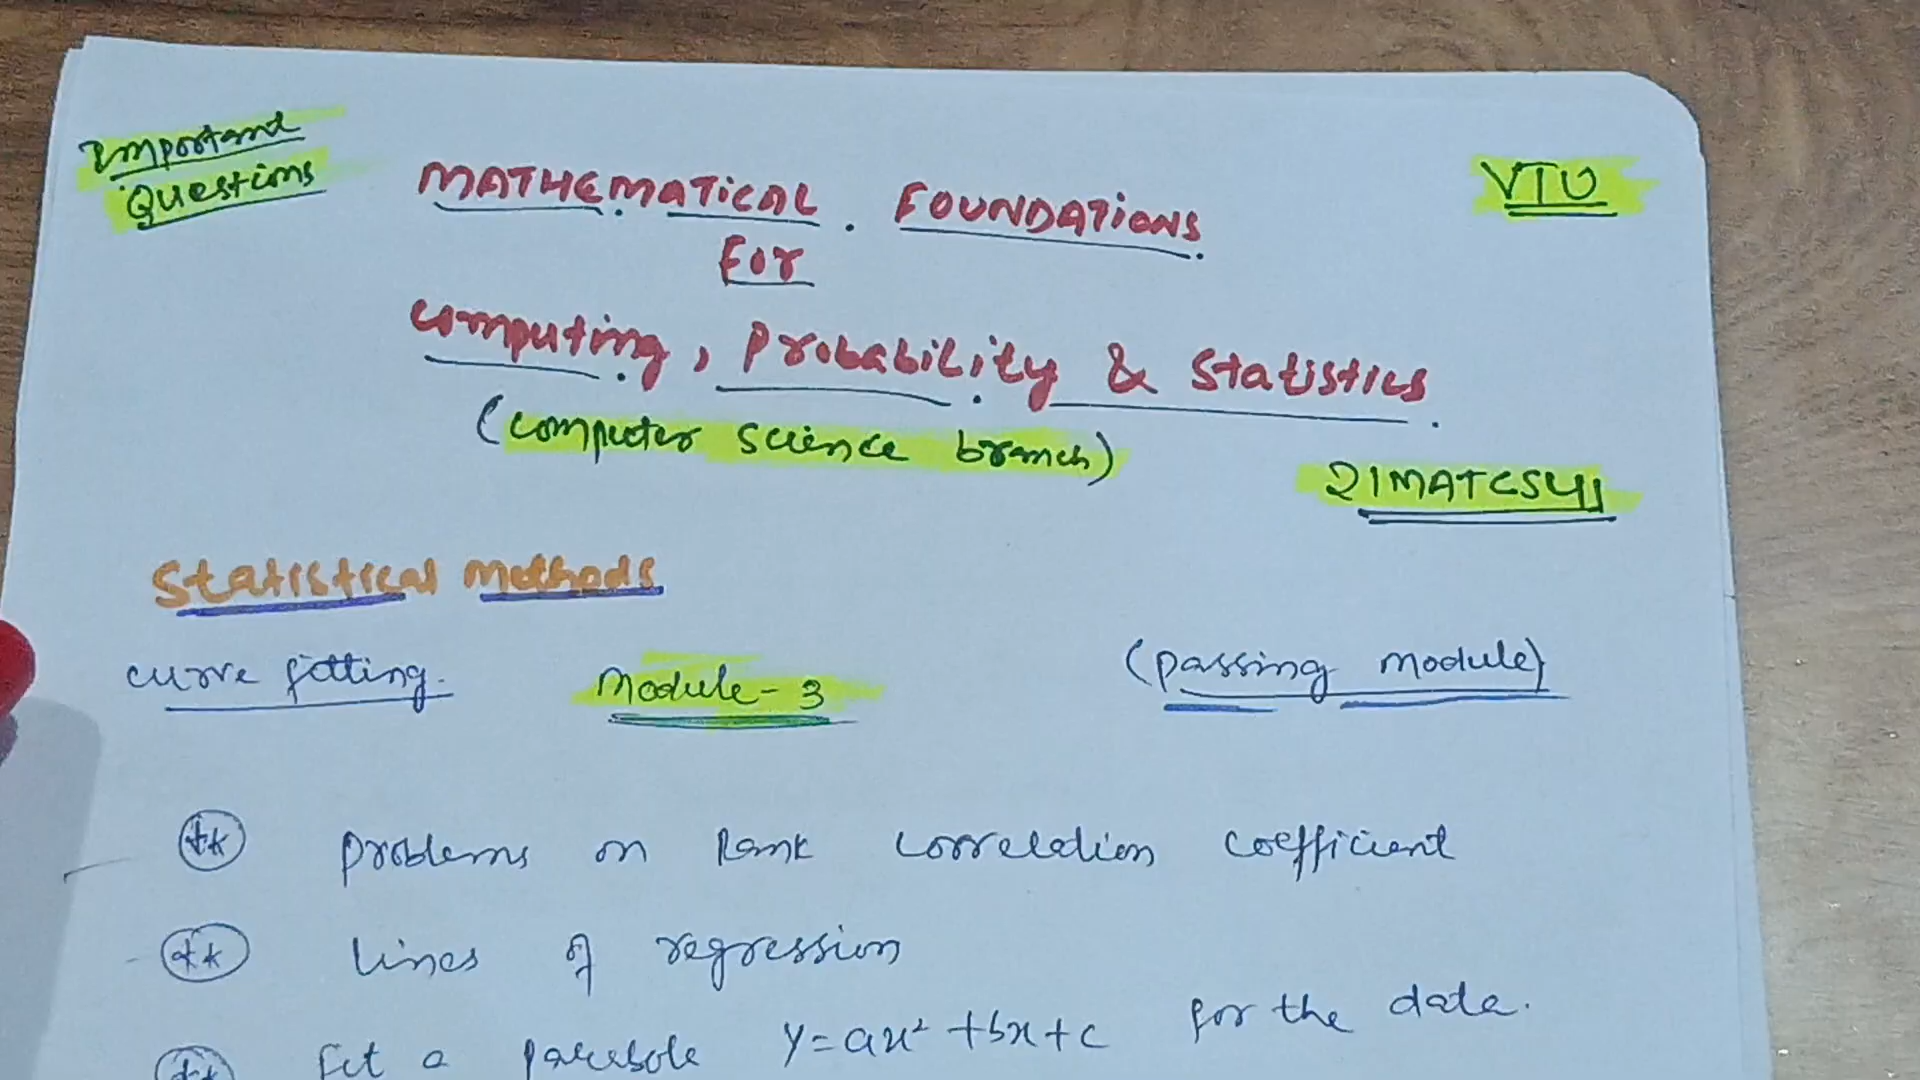 Important
Questions
VTU
MATHEMATICAL FOUNDATIONS
For
Computing, Probability & Statistics
(computer science branch)
21MATCS41
Statistical Methods
curve fitting.
Module-3
(Passing module)
** Problems on Rank correlation coefficient
** lines of regression
** Fit a parabola y=ax²+bx+c for the data.